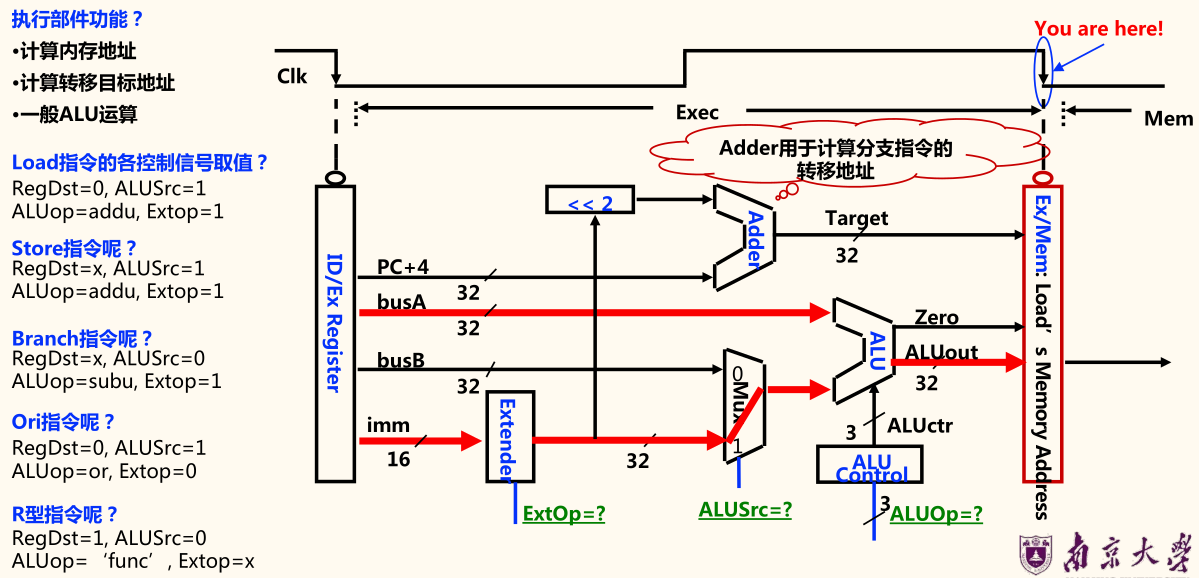 执行部件功能？
•计算内存地址
•计算转移目标地址
•一般ALU运算
Load指令的各控制信号取值？
RegDst=0, ALUSrc=1
ALUop=addu, Extop=1
Store指令呢？
RegDst=x, ALUSrc=1
ALUop=addu, Extop=1
Branch指令呢？
RegDst=x, ALUSrc=0
ALUop=subu, Extop=1
Ori指令呢？
RegDst=0, ALUSrc=1
ALUop=or, Extop=0
R型指令呢？
RegDst=1, ALUSrc=0
ALUop=‘func’, Extop=x
You are here!
Clk
Exec
Mem
Adder用于计算分支指令的
转移地址
<< 2
Adder
Target
32
ID/Ex Register
PC+4
32
busA
32
busB
32
imm
16
Extender
32
ExtOp=?
0
Mux
1
ALUSrc=?
ALU
Zero
ALUout
32
3
ALUctr
ALU
Control
3
ALUOp=?
Ex/Mem: Load’s Memory Address
南京大学